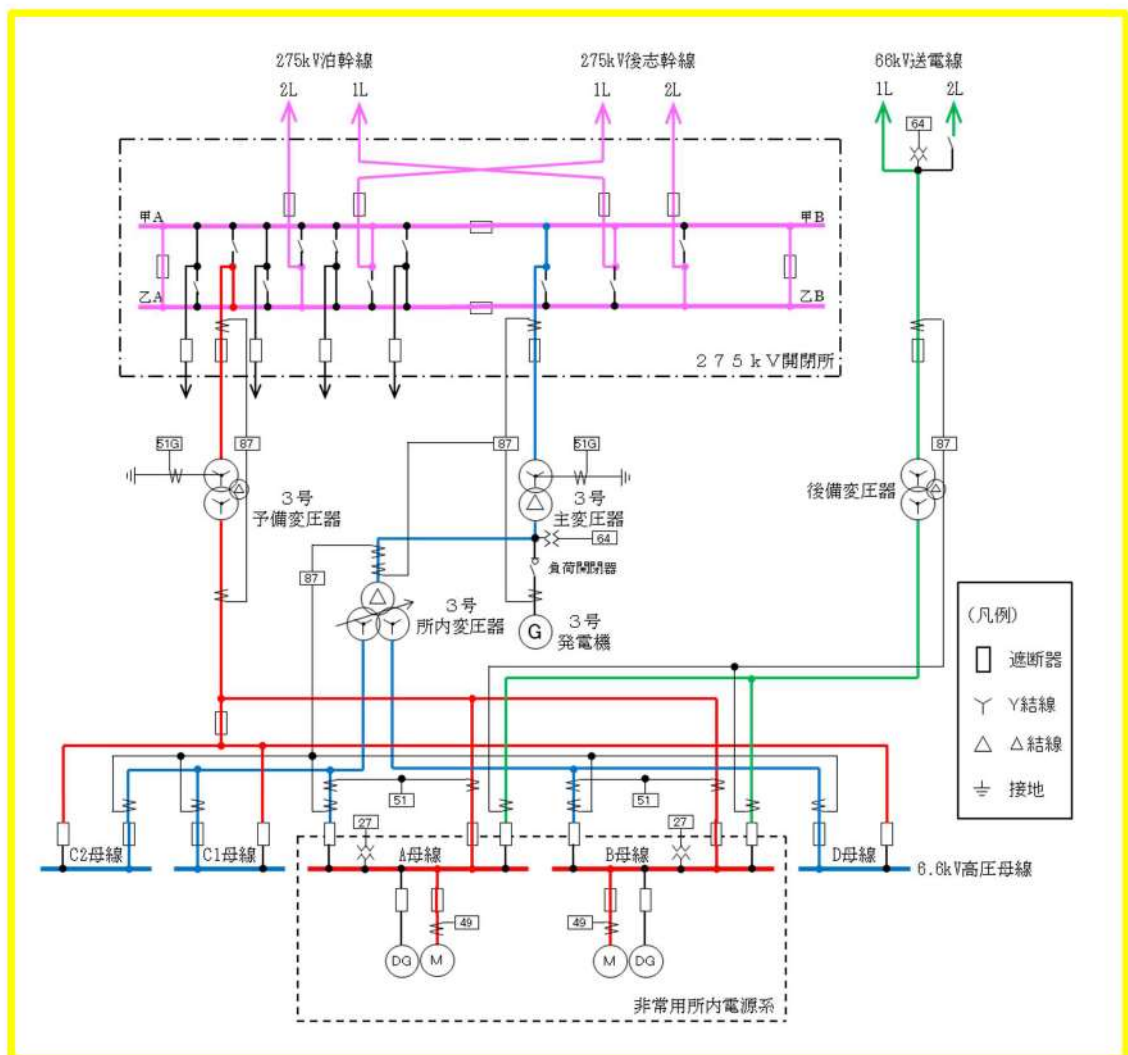 275kV泊幹線
275kV後志幹線
66kV送電線
2L
1L
1L
2L
1L
2L
64
甲A
甲B
乙A
乙B
275kV開閉所
51G
87
87
51G
87
3号
予備変圧器
3号
主変圧器
後備変圧器
64
87
負荷開閉器
3号
所内変圧器
G
3号
発電機
(凡例)
遮断器
Y結線
△結線
接地
51
51
27
27
C2母線
C1母線
A母線
B母線
D母線
6.6kV高圧母線
49
49
DG
M
M
DG
非常用所内電源系